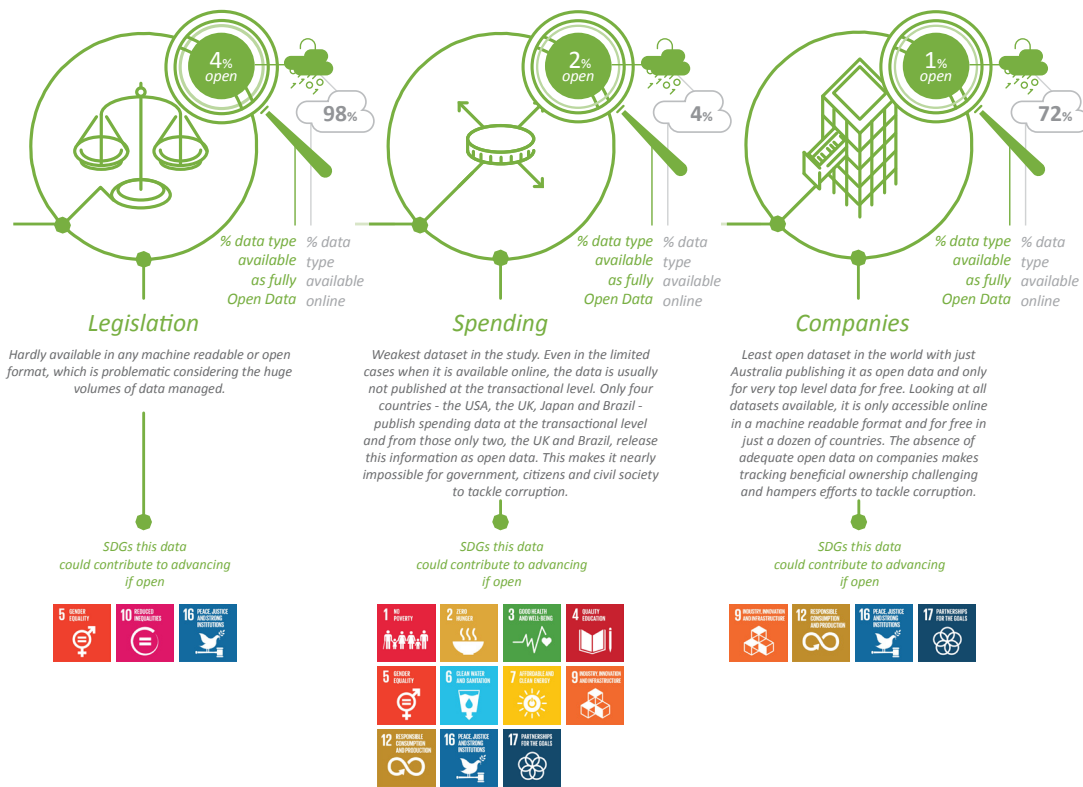 4%
open
98%
% data type
available
as fully
Open Data
% data
type
available
online
Legislation
Hardly available in any machine readable or open
format, which is problematic considering the huge
volumes of data managed.
SDGs this data
could contribute to advancing
if open
5 GENDER
EQUALITY
10 REDUCED
INEQUALITIES
16 PEACE, JUSTICE
AND STRONG
INSTITUTIONS
2%
open
1101
4%
% data type
available
as fully
Open Data
% data
type
available
online
Spending
Weakest dataset in the study. Even in the limited
cases when it is available online, the data is usually
not published at the transactional level. Only four
countries - the USA, the UK, Japan and Brazil -
publish spending data at the transactional level
and from those only two, the UK and Brazil, release
this information as open data. This makes it nearly
impossible for government, citizens and civil society
to tackle corruption.
SDGs this data
could contribute to advancing
if open
1 NO
POVERTY
2 ZERO
HUNGER
3 GOOD HEALTH
AND WELL-BEING
4 QUALITY
EDUCATION
5 GENDER
EQUALITY
6 CLEAN WATER
AND SANITATION
7 AFFORDABLE AND
CLEAN ENERGY
9 INDUSTRY, INNOVATION
AND INFRASTRUCTURE
12 RESPONSIBLE
CONSUMPTION
AND PRODUCTION
16 PEACE, JUSTICE
AND STRONG
INSTITUTIONS
17 PARTNERSHIPS
FOR THE GOALS
1%
open
72%
% data type
available
as fully
Open Data
% data
type
available
online
Companies
Least open dataset in the world with just
Australia publishing it as open data and only
for very top level data for free. Looking at all
datasets available, it is only accessible online
in a machine readable format and for free in
just a dozen of countries. The absence of
adequate open data on companies makes
tracking beneficial ownership challenging
and hampers efforts to tackle corruption.
SDGs this data
could contribute to advancing
if open
9 INDUSTRY, INNOVATION
AND INFRASTRUCTURE
12 RESPONSIBLE
CONSUMPTION
AND PRODUCTION
16 PEACE, JUSTICE
AND STRONG
INSTITUTIONS
17 PARTNERSHIPS
FOR THE GOALS